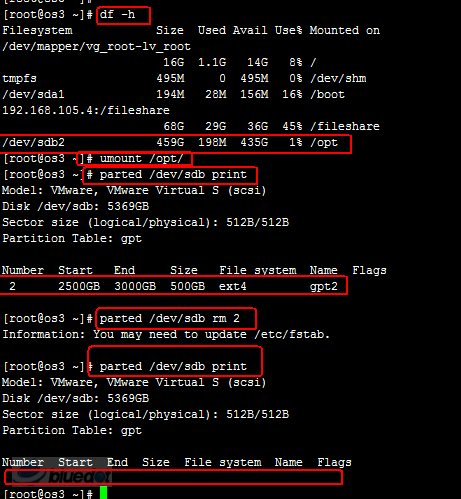 [root@os3 ~]# df -h
Filesystem Size Used Avail Use% Mounted on
/dev/mapper/vg_root-lv_root
16G 1.1G 14G 8% /
tmpfs 495M 0 495M 0% /dev/shm
/dev/sda1 194M 28M 156M 16% /boot
192.168.105.4:/fileshare
68G 29G 36G 45% /fileshare
/dev/sdb2 459G 198M 435G 1% /opt
[root@os3 ~]# umount /opt/
[root@os3 ~]# parted /dev/sdb print
Model: VMware, VMware Virtual S (scsi)
Disk /dev/sdb: 5369GB
Sector size (logical/physical): 512B/512B
Partition Table: gpt
Number Start End Size File system Name Flags
2 2500GB 3000GB 500GB ext4 gpt2
[root@os3 ~]# parted /dev/sdb rm 2
Information: You may need to update /etc/fstab.
[root@os3 ~]# parted /dev/sdb print
Model: VMware, VMware Virtual S (scsi)
Disk /dev/sdb: 5369GB
Sector size (logical/physical): 512B/512B
Partition Table: gpt
Number Start End Size File system Name Flags
[root@os3 ~]#